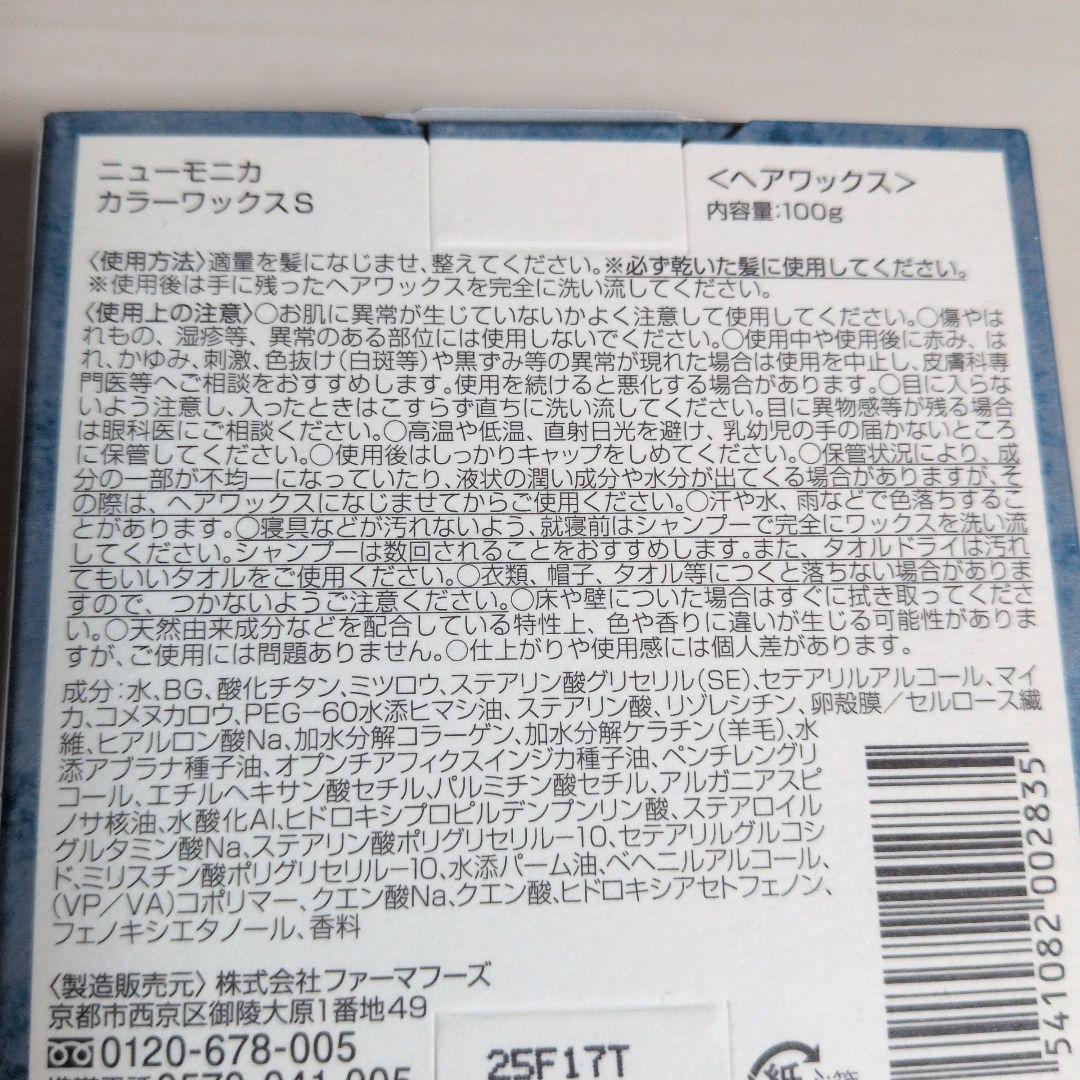 ニューモニカ
カラーワックスS
<ヘアワックス>
内容量:100g
〈使用方法〉適量を髪になじませ、整えてください。※必ず乾いた髪に使用してください。
※使用後は手に残ったヘアワックスを完全に洗い流してください。
〈使用上の注意〉○お肌に異常が生じていないかよく注意して使用してください。○傷やは
れもの、湿疹等、異常のある部位には使用しないでください。○使用中や使用後に赤み、は
れ、かゆみ、刺激、色抜け(白斑等)や黒ずみ等の異常が現れた場合は使用を中止し、皮膚科専
門医等へご相談をおすすめします。使用を続けると悪化する場合があります。○目に入らな
いよう注意し、入ったときはこすらず直ちに洗い流してください。目に異物感等が残る場合
は眼科医にご相談ください。○高温や低温、直射日光を避け、乳幼児の手の届かないところ
に保管してください。○使用後はしっかりキャップをしめてください。○保管状況により、成
分の一部が不均一になっていたり、液状の潤い成分や水分が出てくる場合がありますが、そ
の際は、ヘアワックスになじませてからご使用ください。○汗や水、雨などで色落ちするこ
とがあります。○寝具などが汚れないよう、就寝前はシャンプーで完全にワックスを洗い流
してください。シャンプーは数回されることをおすすめします。また、タオルドライは汚れ
てもいいタオルをご使用ください。○衣類、帽子、タオル等につくと落ちない場合がありま
すので、つかないようご注意ください。○床や壁についた場合はすぐに拭き取ってくださ
い。○天然由来成分などを配合している特性上、色や香りに違いが生じる可能性がありま
すが、ご使用には問題ありません。○仕上がりや使用感には個人差があります。
成分:水、BG、酸化チタン、ミツロウ、ステアリン酸グリセリル(SE)、セテアリルアルコール、マイ
カ、コメヌカロウ、PEG-60水添ヒマシ油、ステアリン酸、リゾレシチン、卵殻膜/セルロース繊
維、ヒアルロン酸Na、加水分解コラーゲン、加水分解ケラチン(羊毛)、水
添アブラナ種子油、オプンチアフィクスインジカ種子油、ペンチレングリ
コール、エチルヘキサン酸セチル、パルミチン酸セチル、アルガニアスピ
ノサ核油、水酸化Al、ヒドロキシプロピルデンプンリン酸、ステアロイル
グルタミン酸Na、ステアリン酸ポリグリセリル-10、セテアリルグルコシ
ド、ミリスチン酸ポリグリセリル-10、水添パーム油、ベヘニルアルコール、
(VP/VA)コポリマー、クエン酸Na、クエン酸、ヒドロキシアセトフェノン、
フェノキシエタノール、香料
〈製造販売元〉株式会社ファーマフーズ
京都市西京区御陵大原1番地49
0120-678-005
25F17T
541082 002835
紙